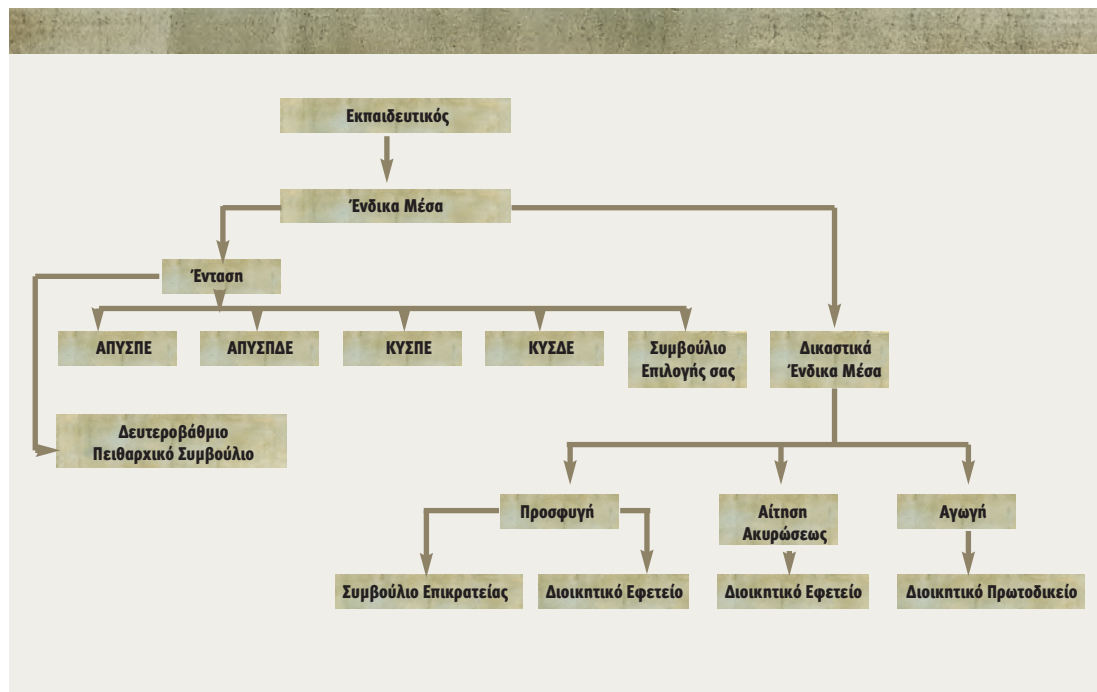 Εκπαιδευτικός
Ένδικα Μέσα
Ένταση
ΑΠΥΣΠΕ
ΑΠΥΣΠΔΕ
ΚΥΣΠΕ
ΚΥΣΔΕ
Συμβούλιο
Επιλογής σας
Δικαστικά
Ένδικα Μέσα
Δευτεροβάθμιο
Πειθαρχικό Συμβούλιο
Προσφυγή
Αίτηση
Ακυρώσεως
Αγωγή
Συμβούλιο Επικρατείας
Διοικητικό Εφετείο
Διοικητικό Εφετείο
Διοικητικό Πρωτοδικείο